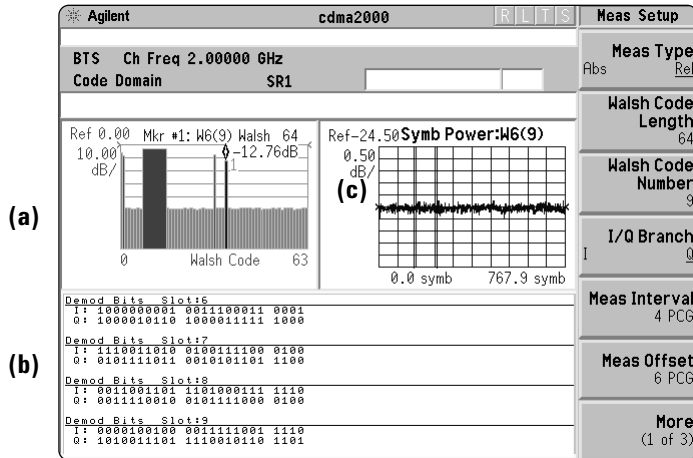 Agilent cdma2000 R L T S Meas Setup
BTS Ch Freq 2.00000 GHz
Code Domain SR1
Meas Type
Abs Rel
Walsh Code
Length
64
Walsh Code
Number
9
I/Q Branch
I Q
Meas Interval
4 PCG
Meas Offset
6 PCG
More
(1 of 3)
(a)
Ref 0.00 Mkr #1: W6(9) Walsh 64
10.00 -12.76dB
dB/ 1
0 Walsh Code 63
(c)
Ref-24.50 Symb Power:W6(9)
0.50
dB/
0.0 symb 767.9 symb
(b)
Demod Bits Slot:6
I: 1000000001 0011100011 0001
Q: 1000010110 1000011111 1000
Demod Bits Slot:7
I: 1110011010 0100111100 0100
Q: 0101111011 0010101101 1100
Demod Bits Slot:8
I: 0011001101 1101000111 1110
Q: 0011110010 0101111000 0100
Demod Bits Slot:9
I: 0000100100 0011111001 1110
Q: 1010011101 1110010110 1101